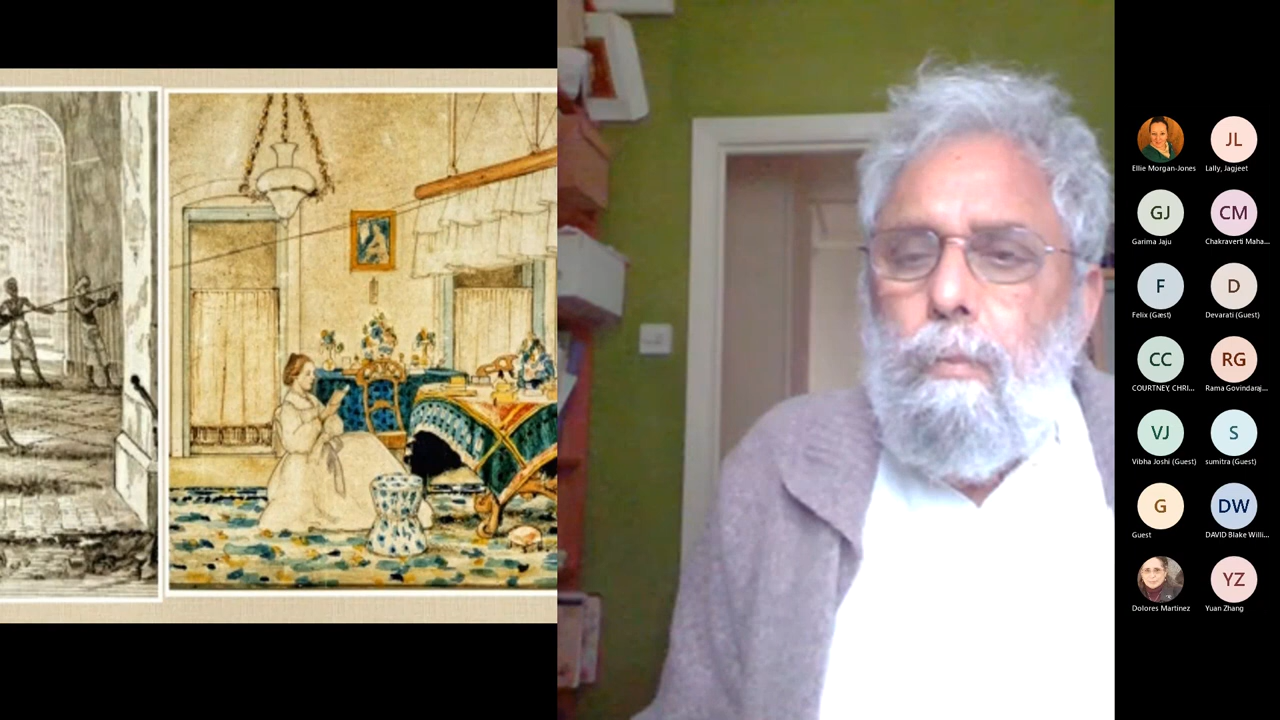 Ellie Morgan-Jones
JL
Lally, Jagjeet
GJ
Garima Jaju
CM
Chakraverti Maha...
F
Felix (Gæst)
D
Devarati (Guest)
CC
COURTNEY, CHRI...
RG
Rama Govindaraj...
VJ
Vibha Joshi (Guest)
S
sumitra (Guest)
G
Guest
DW
DAVID Blake Willi...
Dolores Martinez
YZ
Yuan Zhang